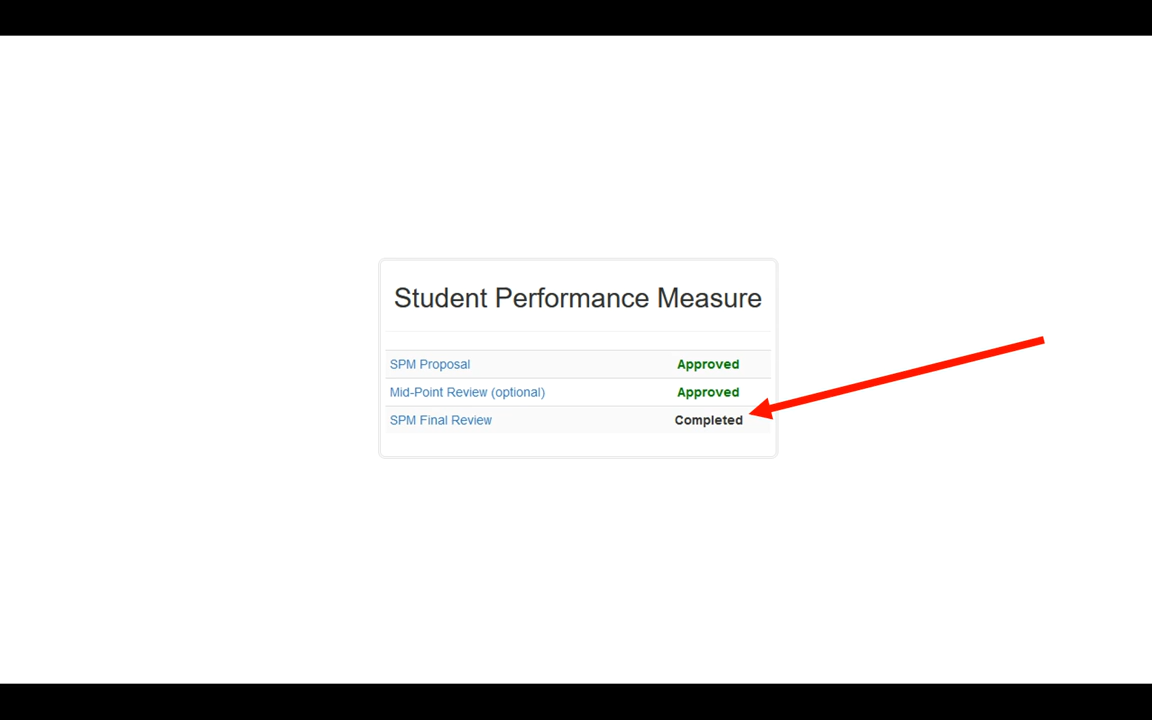 Student Performance Measure
SPM Proposal Approved
Mid-Point Review (optional) Approved
SPM Final Review Completed